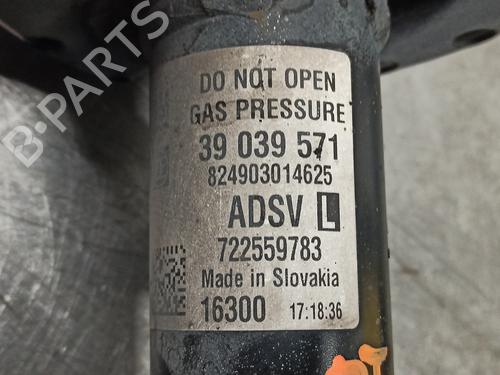 B-PARTS
DO NOT OPEN
GAS PRESSURE
39 039 571
824903014625
ADSV L
722559783
Made in Slovakia
16300 17:18:36